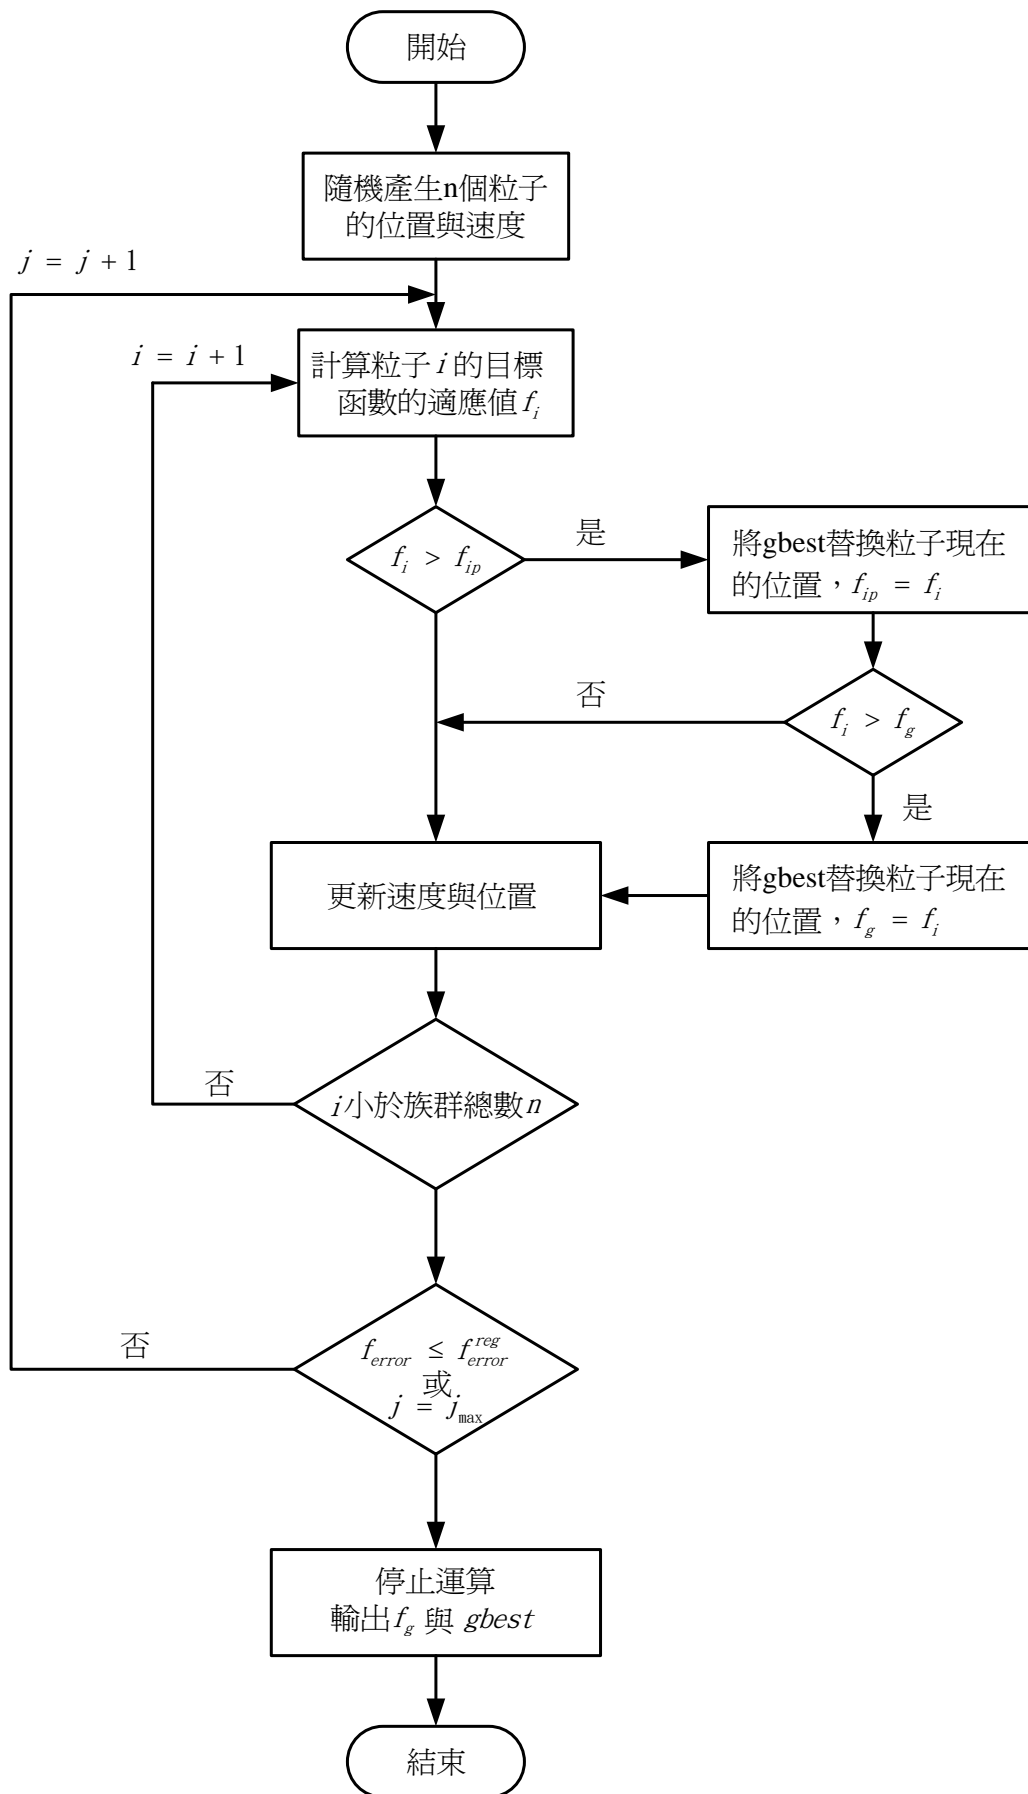 開始
隨機產生n個粒子
的位置與速度
j = j + 1
i = i + 1
計算粒子 i 的目標
函數的適應值 f_i
f_i > f_ip
是
將gbest替換粒子現在
的位置，f_ip = f_i
否
f_i > f_g
是
更新速度與位置
將gbest替換粒子現在
的位置，f_g = f_i
否
i 小於族群總數 n
否
f_error ≤ f_error^reg
或
j = j_max
停止運算
輸出 f_g 與 gbest
結束